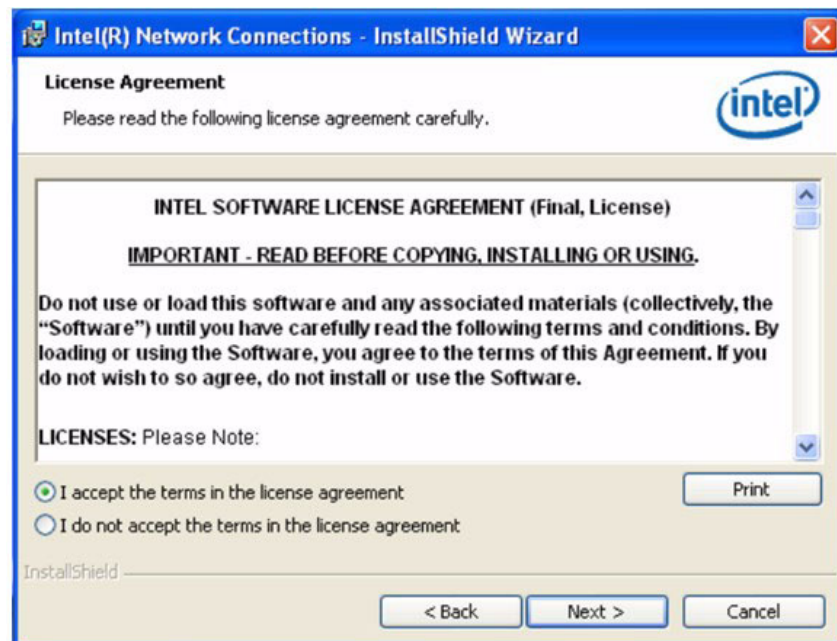 Intel(R) Network Connections - InstallShield Wizard
License Agreement
Please read the following license agreement carefully.
intel
INTEL SOFTWARE LICENSE AGREEMENT (Final, License)
IMPORTANT - READ BEFORE COPYING, INSTALLING OR USING.
Do not use or load this software and any associated materials (collectively, the
“Software”) until you have carefully read the following terms and conditions. By
loading or using the Software, you agree to the terms of this Agreement. If you
do not wish to so agree, do not install or use the Software.
LICENSES: Please Note:
I accept the terms in the license agreement
Print
I do not accept the terms in the license agreement
InstallShield
< Back
Next >
Cancel